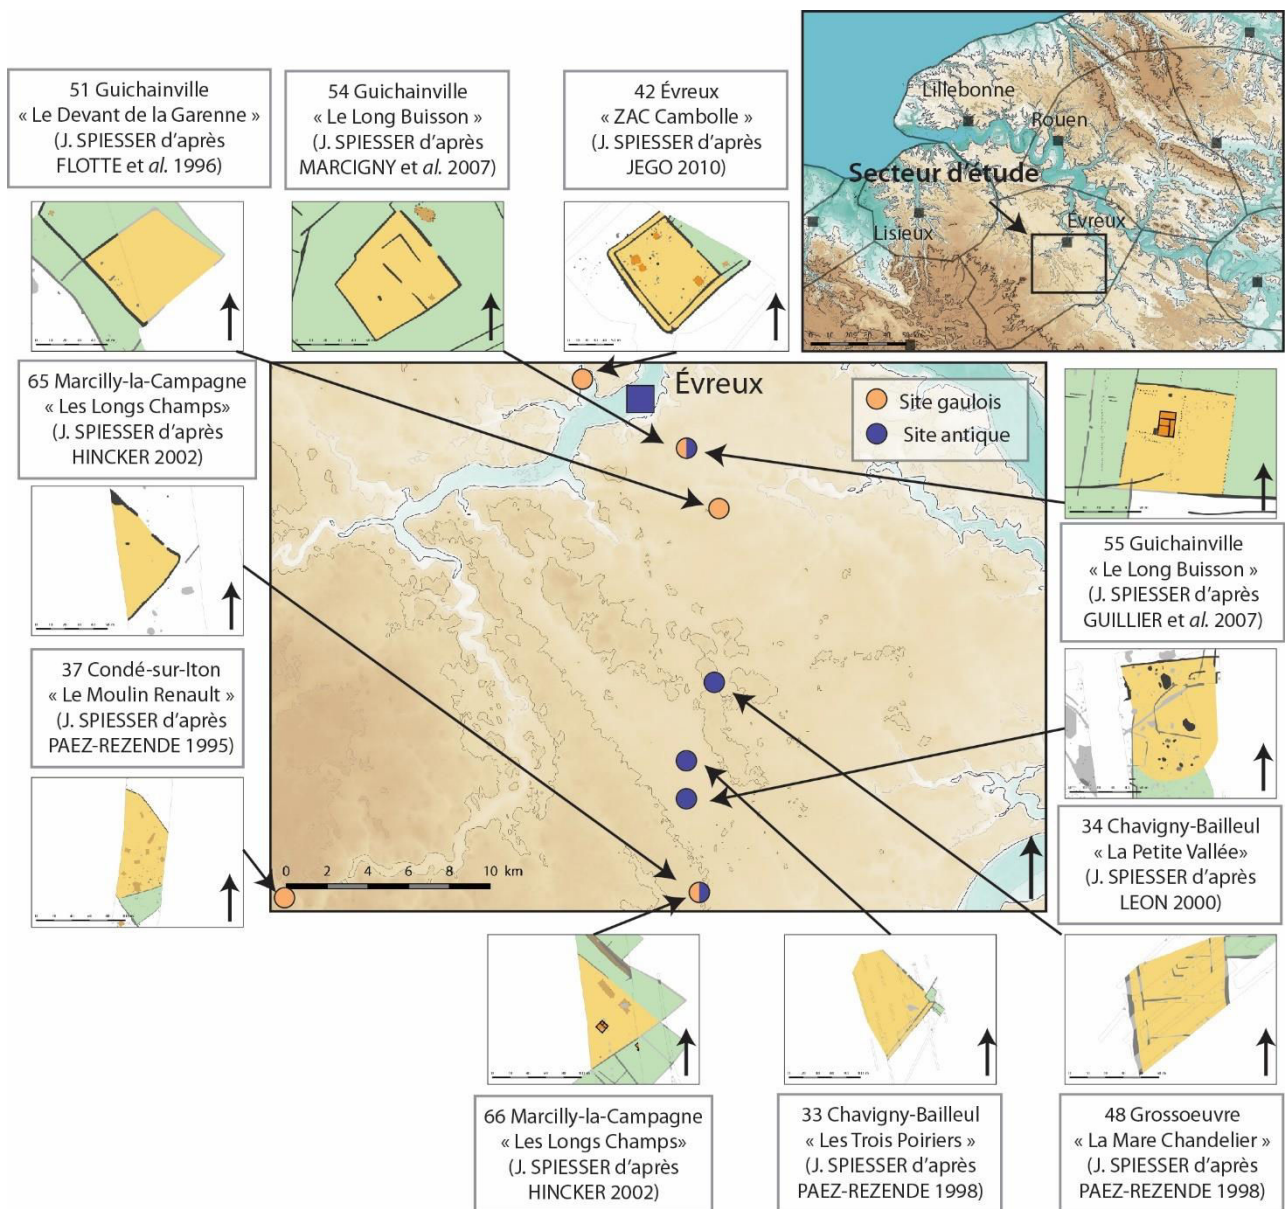 51 Guichainville
« Le Devant de la Garenne »
(J. SPIESSER d’après
FLOTTE et al. 1996)
54 Guichainville
« Le Long Buisson »
(J. SPIESSER d’après
MARCIGNY et al. 2007)
42 Évreux
« ZAC Cambolle »
(J. SPIESSER d’après
JEGO 2010)
Lillebonne
Rouen
Secteur d'étude
Evreux
Lisieux
65 Marcilly-la-Campagne
« Les Longs Champs»
(J. SPIESSER d’après
HINCKER 2002)
Évreux
Site gaulois
Site antique
55 Guichainville
« Le Long Buisson »
(J. SPIESSER d’après
GUILLIER et al. 2007)
37 Condé-sur-Iton
« Le Moulin Renault »
(J. SPIESSER d’après
PAEZ-REZENDE 1995)
34 Chavigny-Bailleul
« La Petite Vallée»
(J. SPIESSER d’après
LEON 2000)
0 2 4 6 8 10 km
66 Marcilly-la-Campagne
« Les Longs Champs»
(J. SPIESSER d’après
HINCKER 2002)
33 Chavigny-Bailleul
« Les Trois Poiriers »
(J. SPIESSER d’après
PAEZ-REZENDE 1998)
48 Grossoeuvre
« La Mare Chandelier »
(J. SPIESSER d’après
PAEZ-REZENDE 1998)